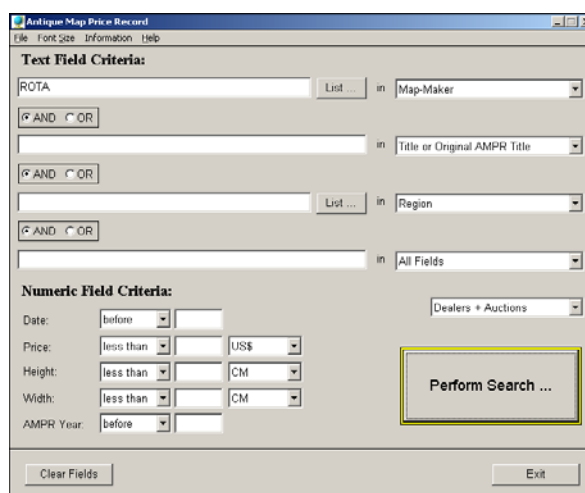 Antique Map Price Record
File Font Size Information Help
Text Field Criteria:
ROTA List ... in Map-Maker
AND OR
in Title or Original AMPR Title
AND OR
List ... in Region
AND OR
in All Fields
Numeric Field Criteria:
Dealers + Auctions
Date: before
Price: less than US$
Height: less than CM
Perform Search ...
Width: less than CM
AMPR Year: before
Clear Fields Exit